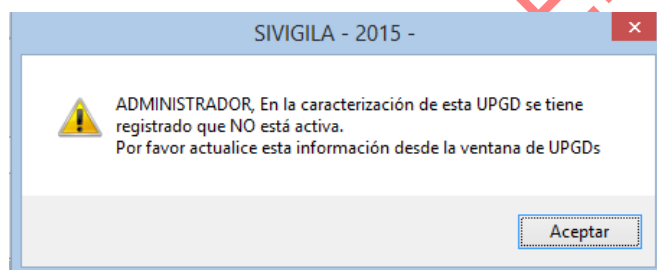 SIVIGILA - 2015 -
ADMINISTRADOR, En la caracterización de esta UPGD se tiene
registrado que NO está activa.
Por favor actualice esta información desde la ventana de UPGDs
Aceptar